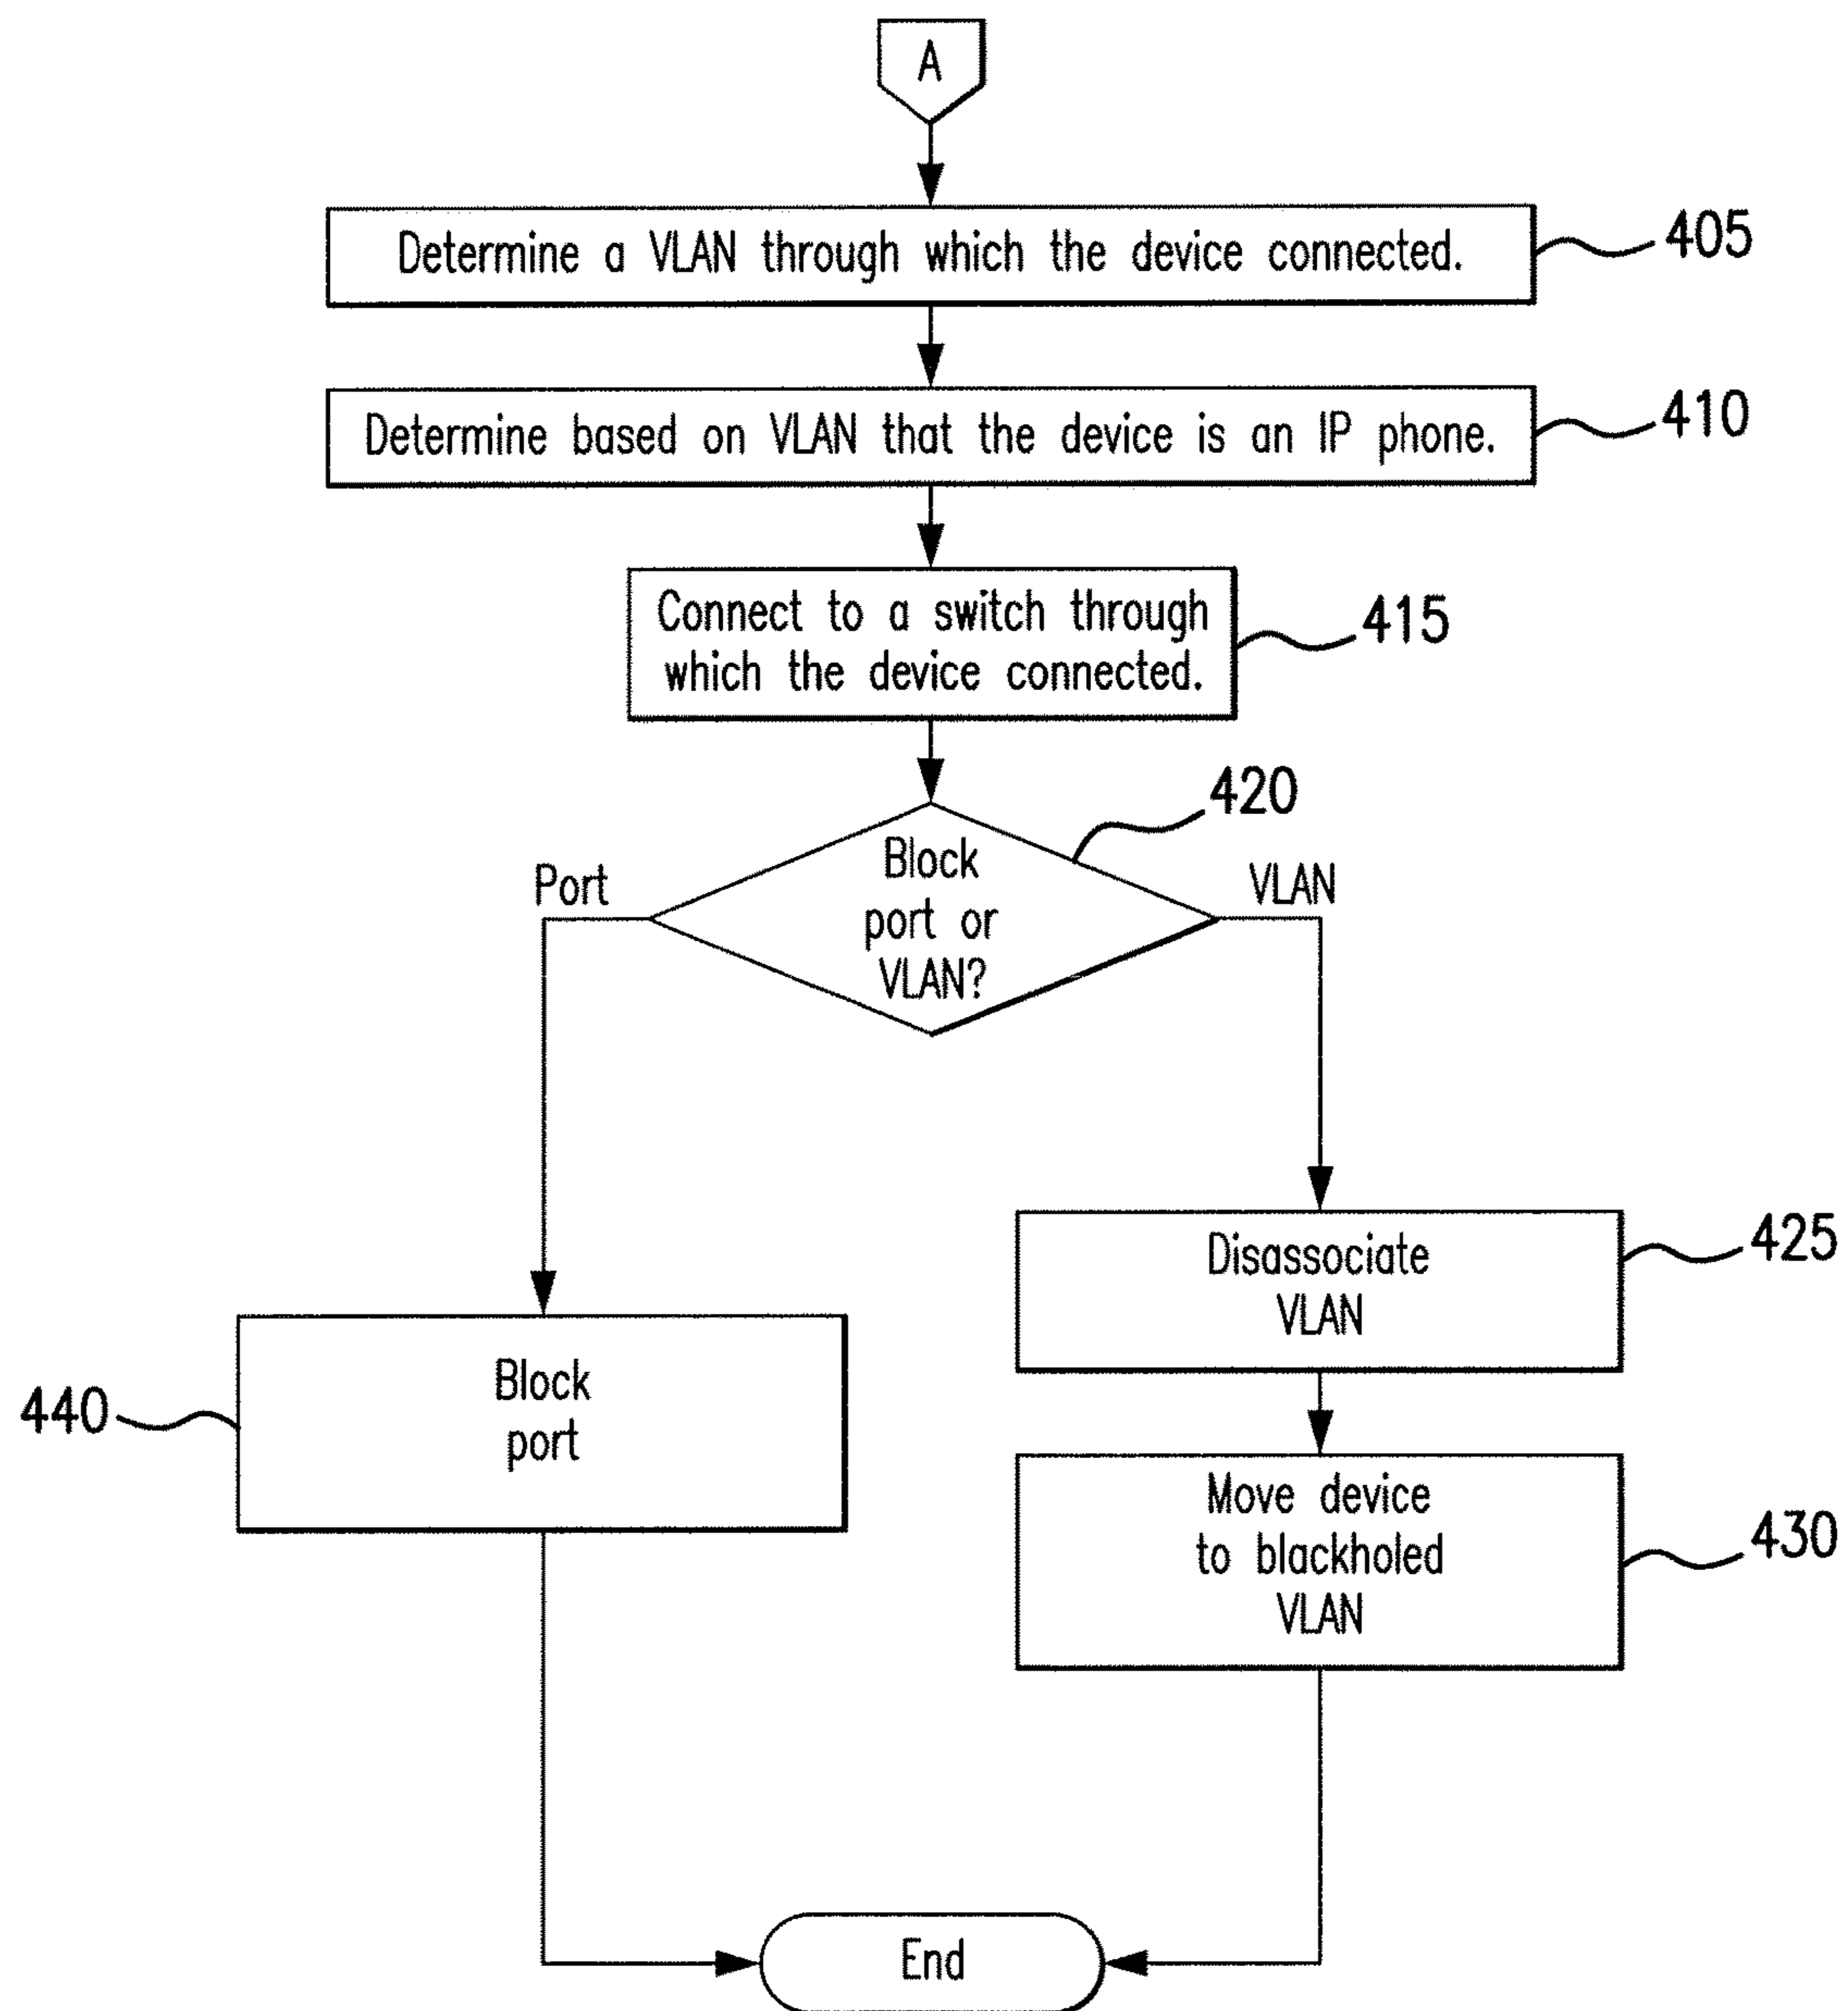 A
Determine a VLAN through which the device connected.
405
Determine based on VLAN that the device is an IP phone.
410
Connect to a switch through
which the device connected.
415
420
Block
port or
VLAN?
Port
VLAN
Disassociate
VLAN
425
Block
port
440
Move device
to blackholed
VLAN
430
End